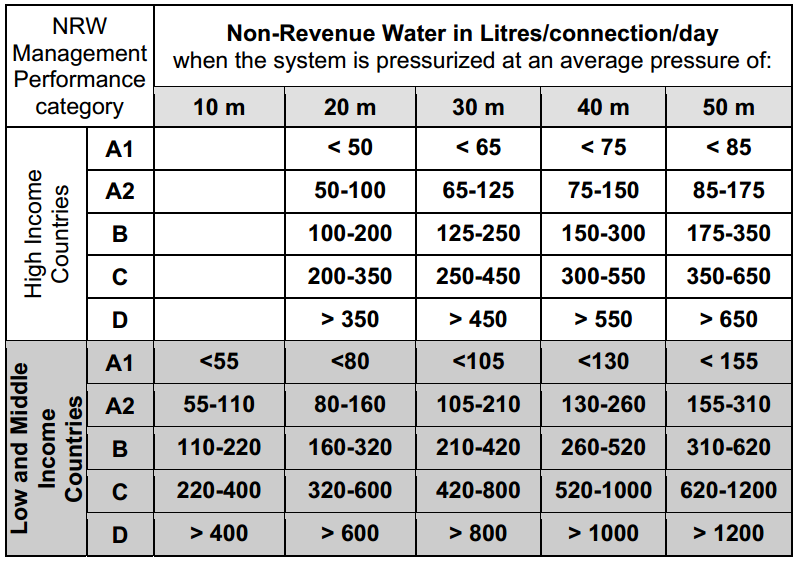 NRW
Management
Performance
category
Non-Revenue Water in Litres/connection/day
when the system is pressurized at an average pressure of:
10 m 20 m 30 m 40 m 50 m
High Income
Countries
A1 < 50 < 65 < 75 < 85
A2 50-100 65-125 75-150 85-175
B 100-200 125-250 150-300 175-350
C 200-350 250-450 300-550 350-650
D > 350 > 450 > 550 > 650
Low and Middle
Income
Countries
A1 <55 <80 <105 <130 < 155
A2 55-110 80-160 105-210 130-260 155-310
B 110-220 160-320 210-420 260-520 310-620
C 220-400 320-600 420-800 520-1000 620-1200
D > 400 > 600 > 800 > 1000 > 1200